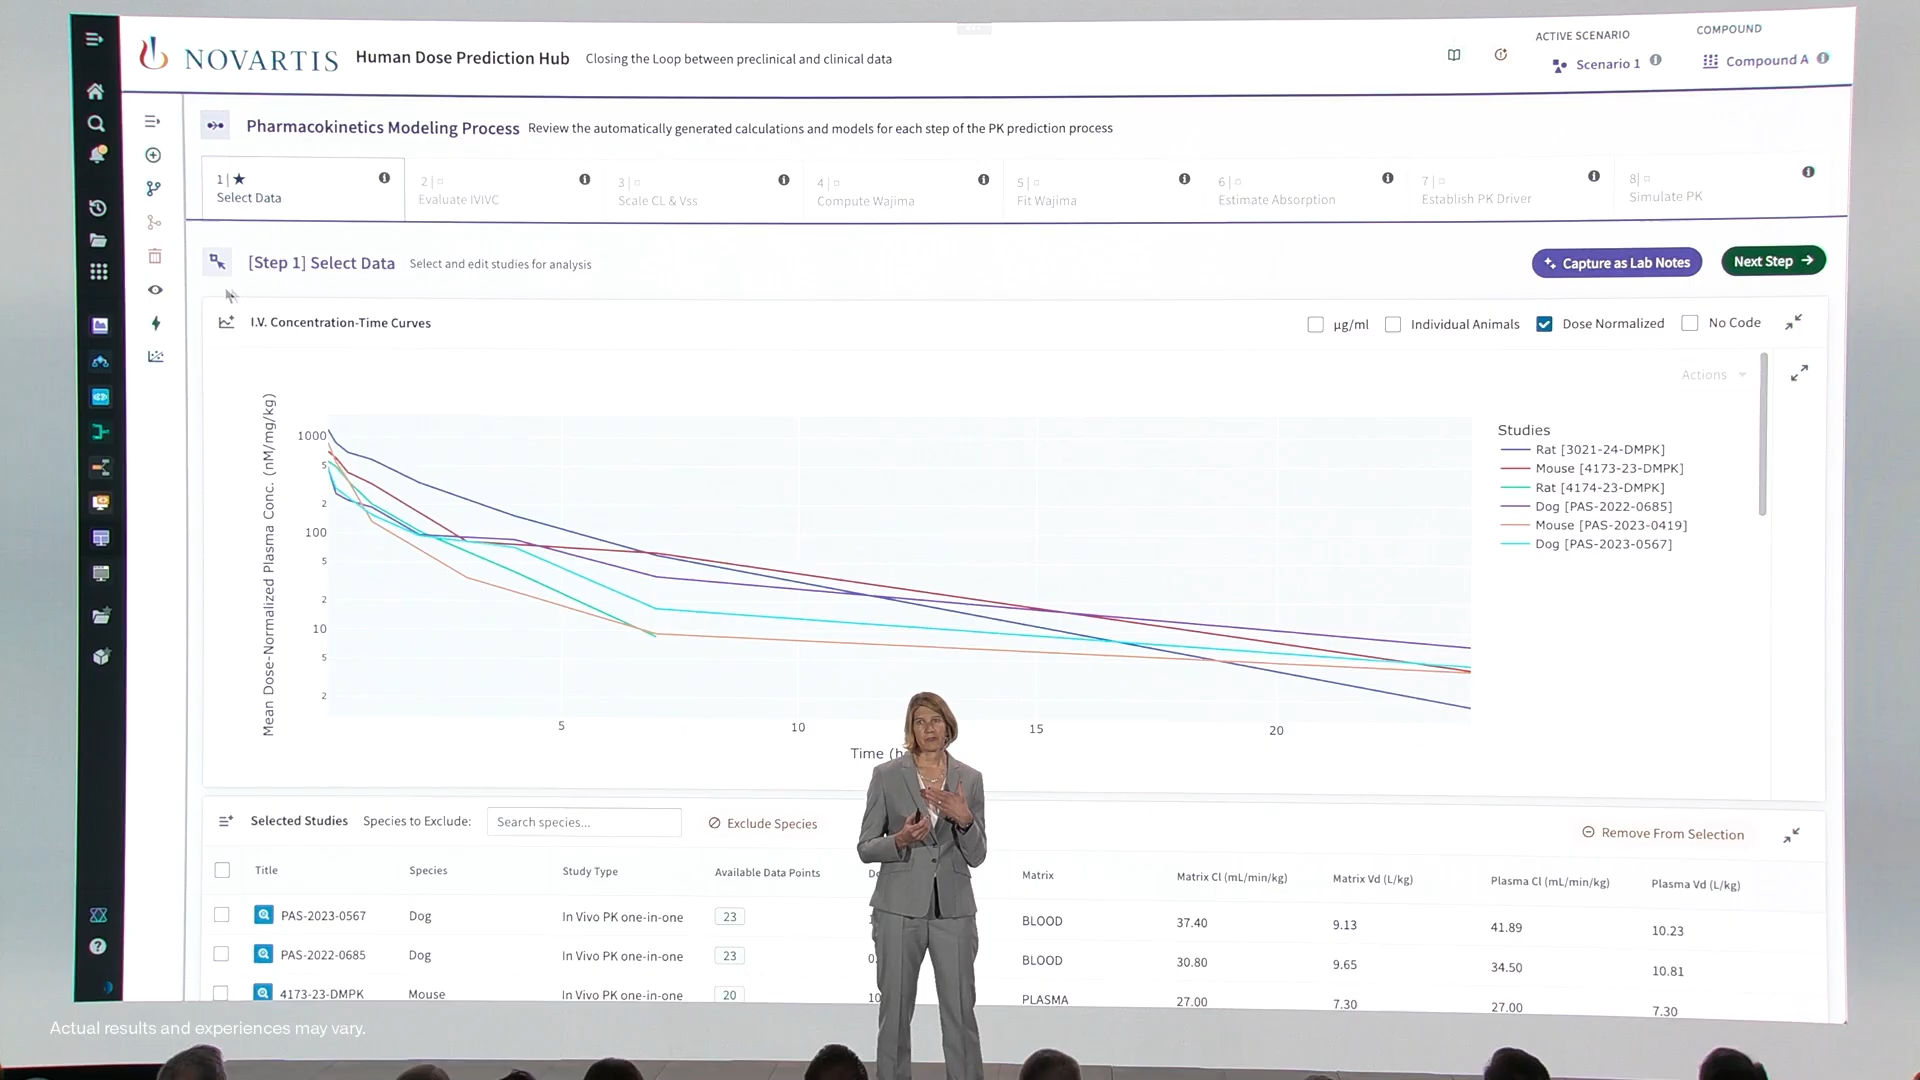 NOVARTIS Human Dose Prediction Hub Closing the Loop between preclinical and clinical data
ACTIVE SCENARIO
Scenario 1
COMPOUND
Compound A
Pharmacokinetics Modeling Process Review the automatically generated calculations and models for each step of the PK prediction process
1 |
Select Data
2 |
Evaluate IVIVC
3 |
Scale CL & Vss
4 |
Compute Wajima
5 |
Fit Wajima
6 |
Estimate Absorption
7 |
Establish PK Driver
8 |
Simulate PK
[Step 1] Select Data Select and edit studies for analysis
Capture as Lab Notes
Next Step →
I.V. Concentration-Time Curves
µg/ml Individual Animals Dose Normalized No Code
Actions
Mean Dose-Normalized Plasma Conc. (nM/mg/kg)
1000
5
2
100
5
2
10
5
2
5 10 15 20
Time
Studies
Rat [3021-24-DMPK]
Mouse [4173-23-DMPK]
Rat [4174-23-DMPK]
Dog [PAS-2022-0685]
Mouse [PAS-2023-0419]
Dog [PAS-2023-0567]
Selected Studies Species to Exclude: Search species... Exclude Species Remove From Selection
Title Species Study Type Available Data Points Matrix Matrix Cl (mL/min/kg) Matrix Vd (L/kg) Plasma Cl (mL/min/kg) Plasma Vd (L/kg)
PAS-2023-0567 Dog In Vivo PK one-in-one 23 BLOOD 37.40 9.13 41.89 10.23
PAS-2022-0685 Dog In Vivo PK one-in-one 23 BLOOD 30.80 9.65 34.50 10.81
4173-23-DMPK Mouse In Vivo PK one-in-one 20 10 PLASMA 27.00 7.30 27.00 7.30
Actual results and experiences may vary.